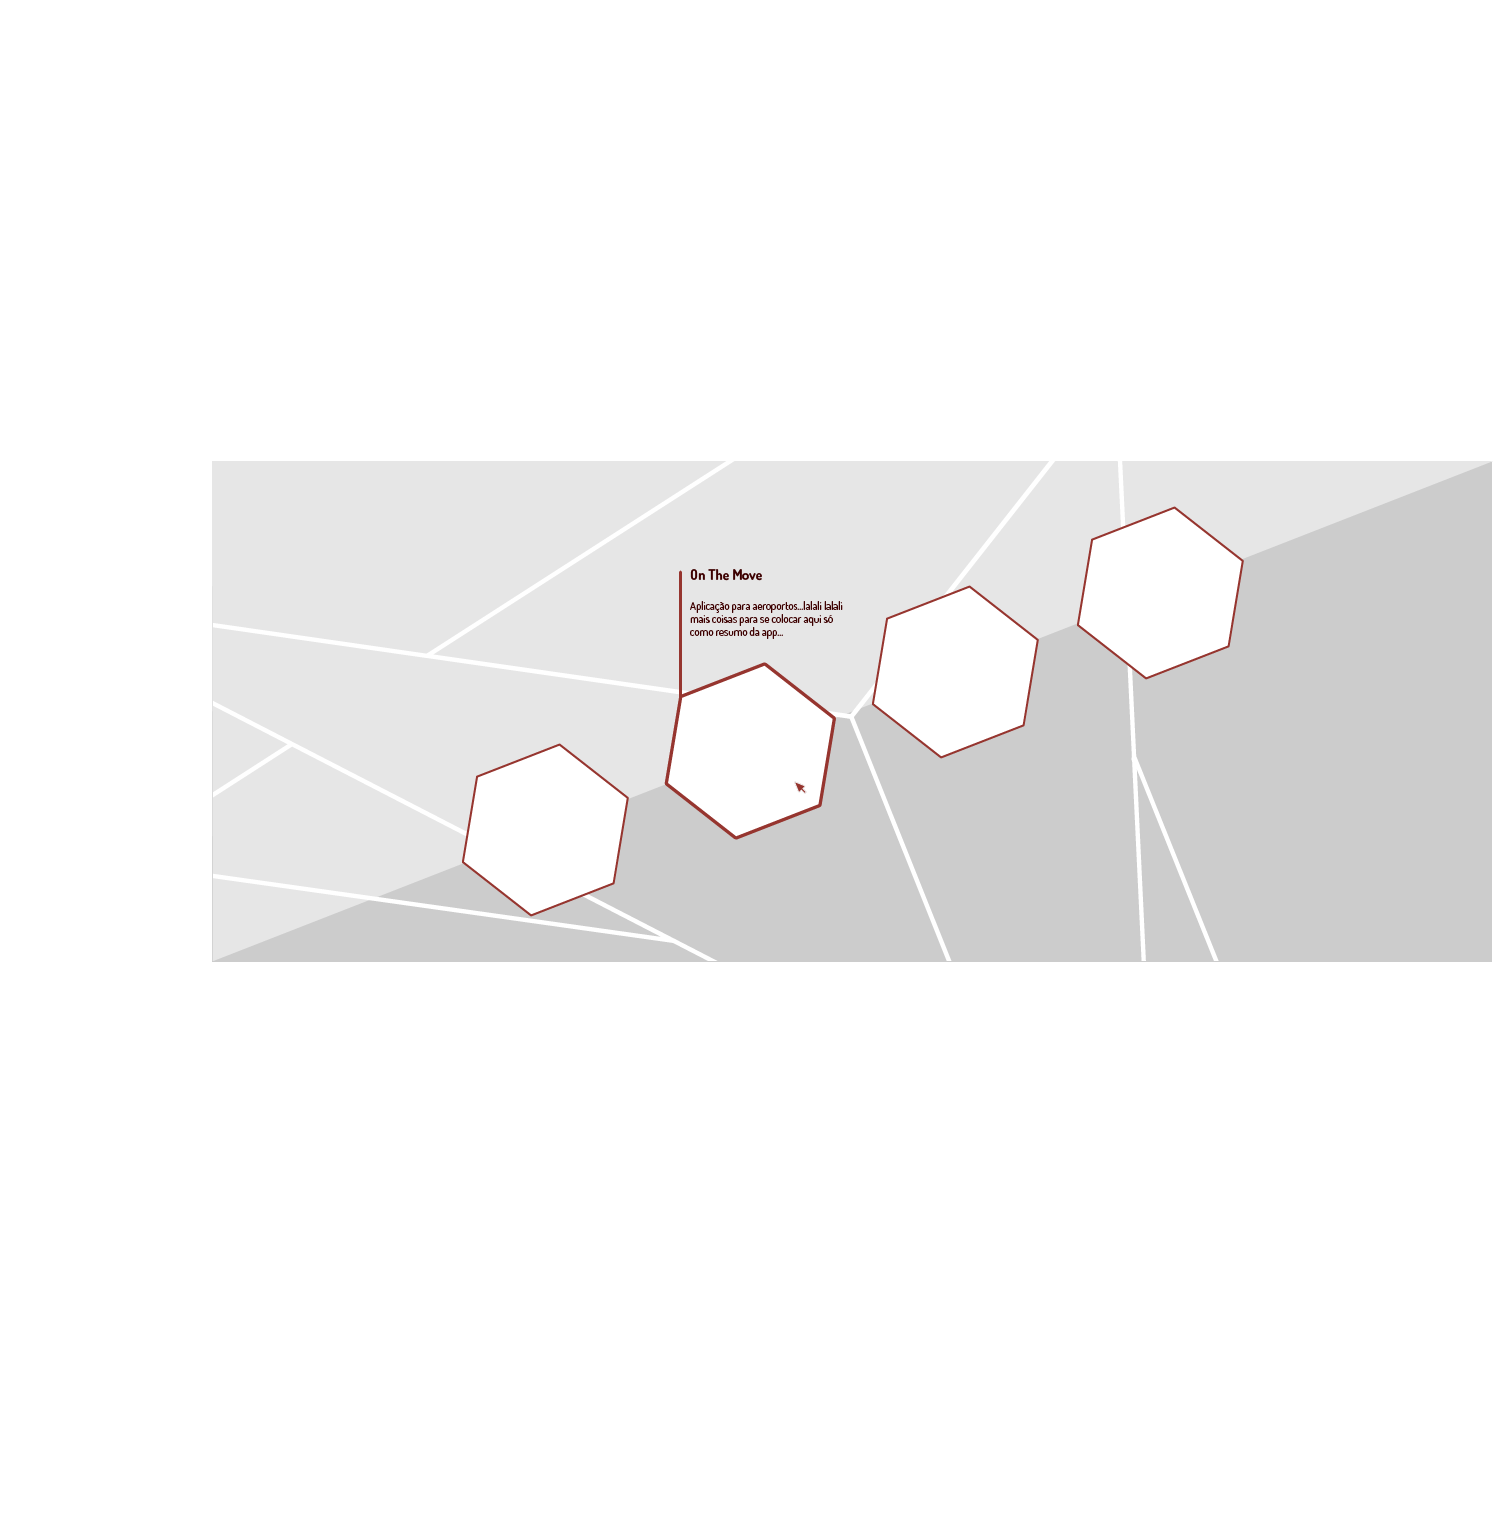 On The Move
Aplicação para aeroportos...lalali lalali
mais coisas para se colocar aqui só
como resumo da app...